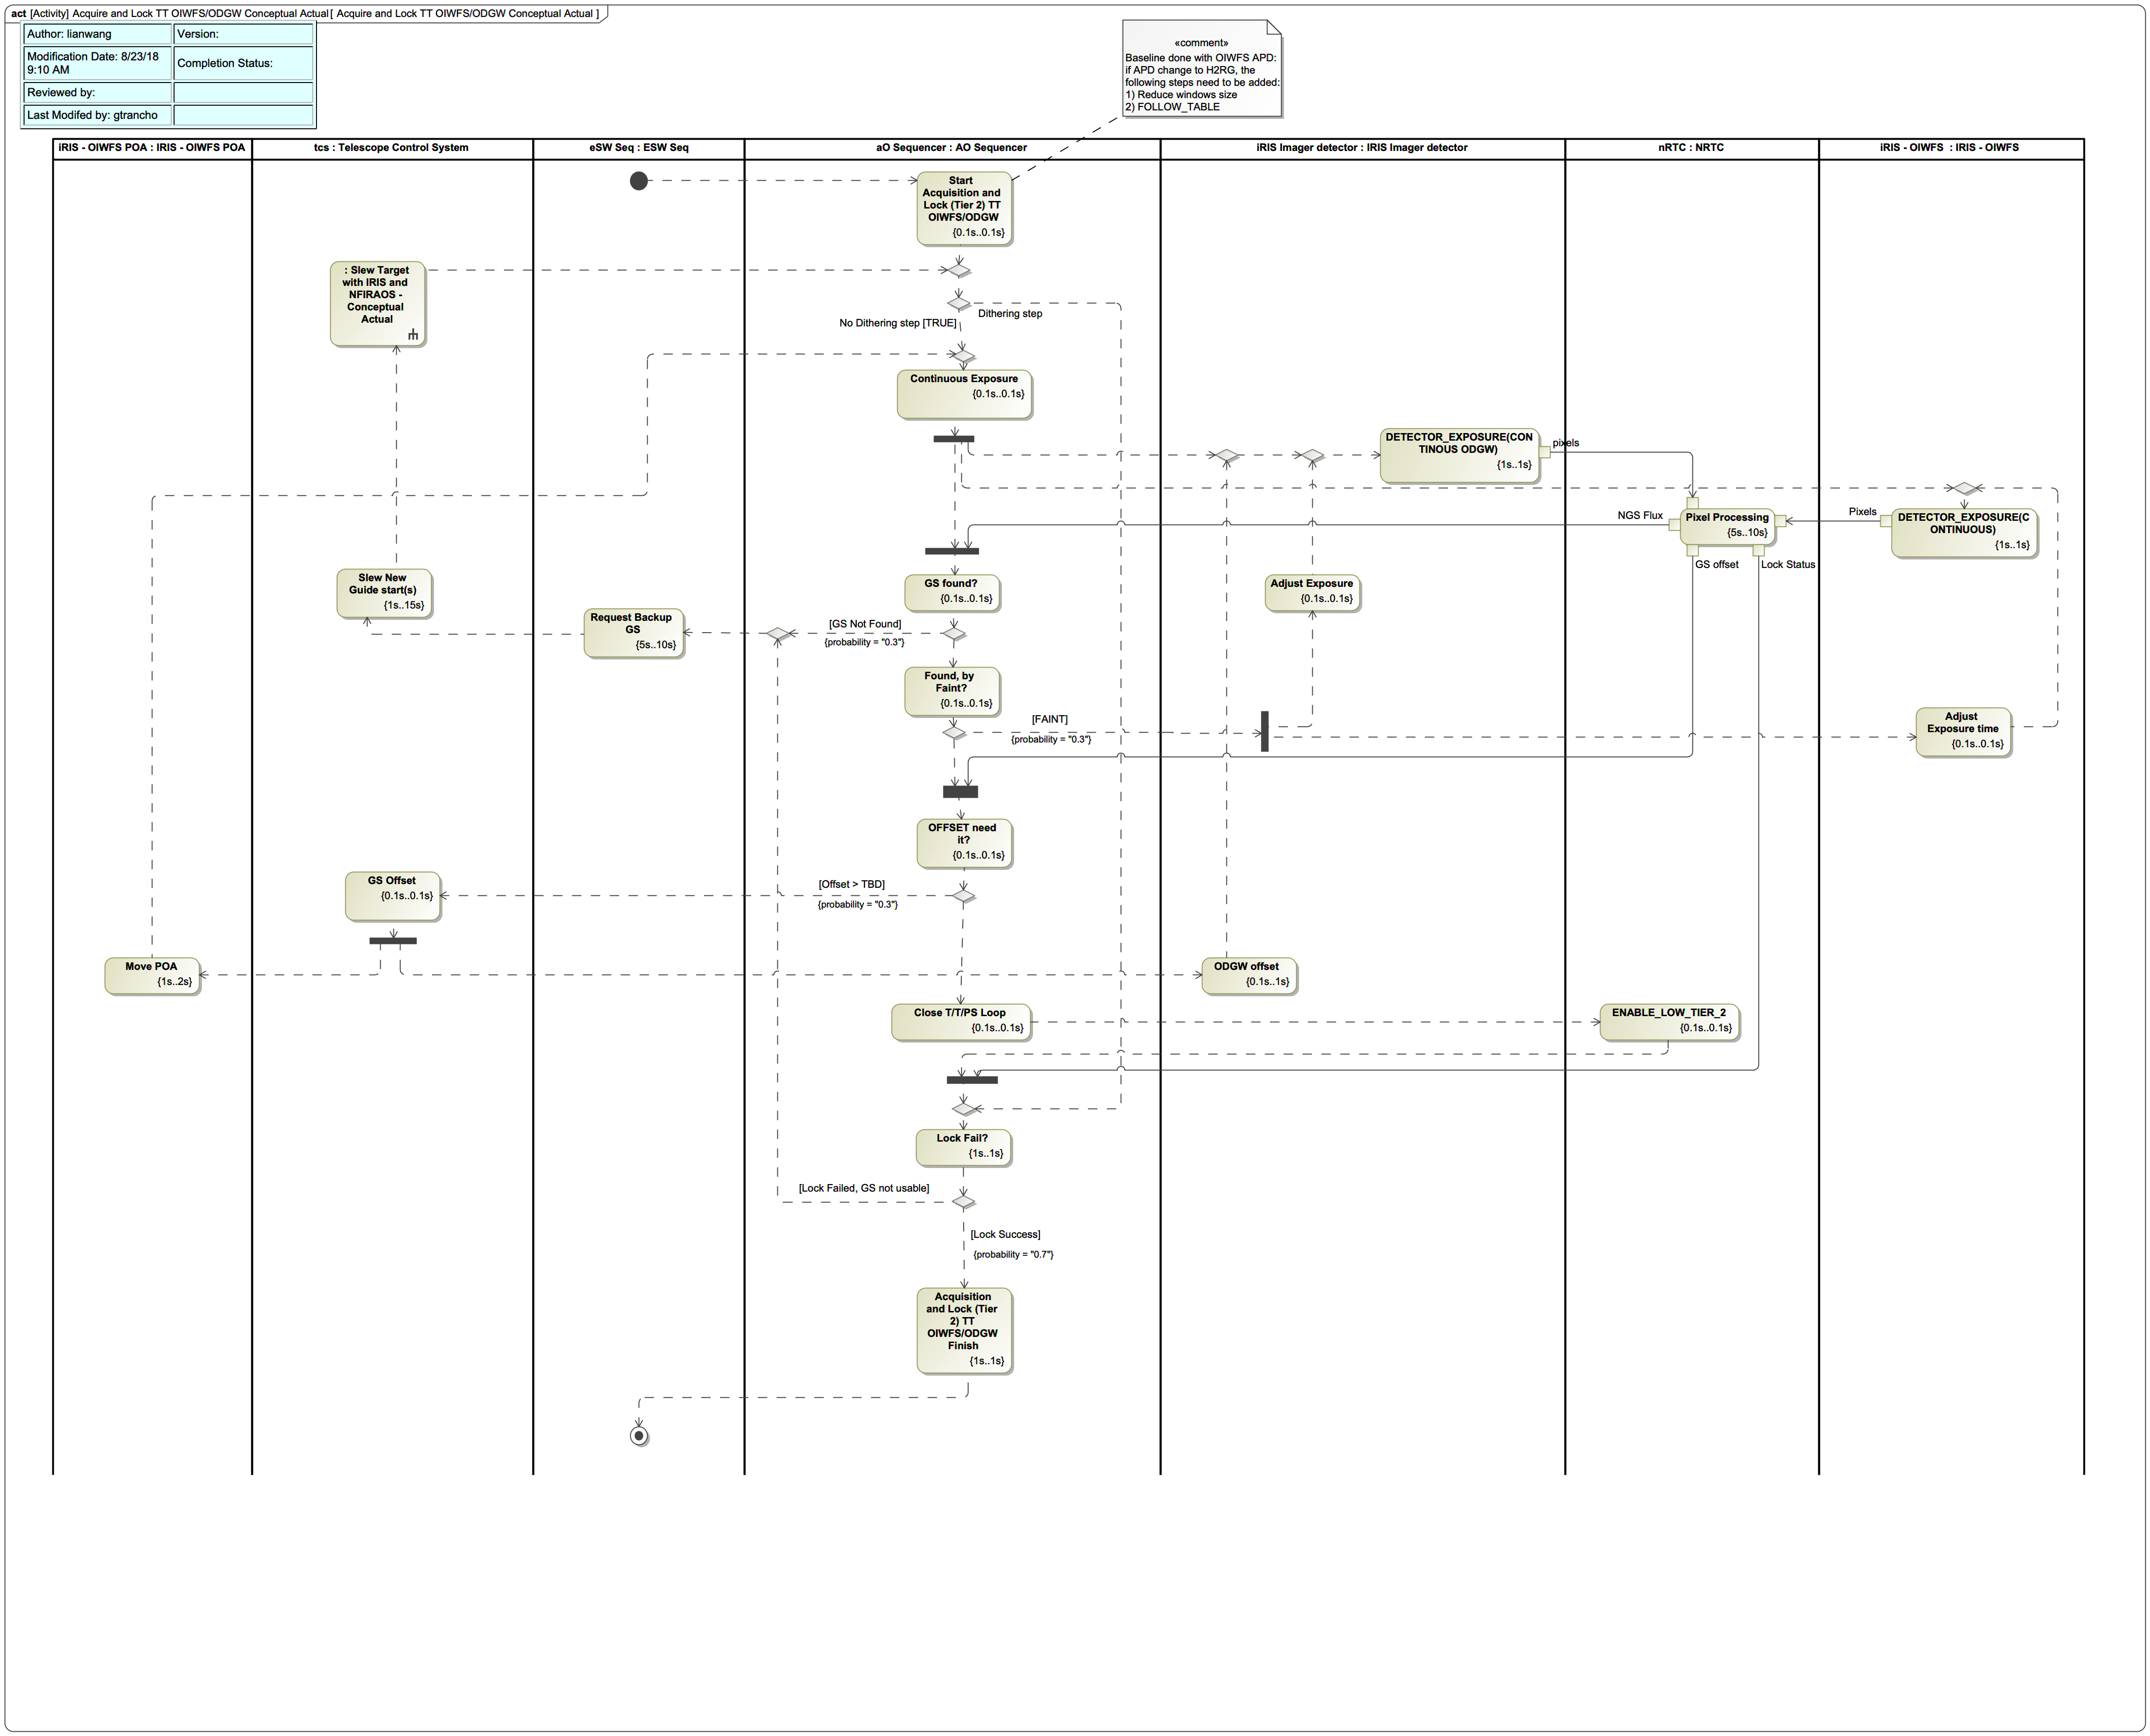 act [Activity] Acquire and Lock TT OIWFS/ODGW Conceptual Actual[ Acquire and Lock TT OIWFS/ODGW Conceptual Actual ]
Author: lianwang
Version:
Modification Date: 8/23/18
9:10 AM
Completion Status:
Reviewed by:
Last Modifed by: gtrancho
«comment»
Baseline done with OIWFS APD:
if APD change to H2RG, the
following steps need to be added:
1) Reduce windows size
2) FOLLOW_TABLE
iRIS - OIWFS POA : IRIS - OIWFS POA
tcs : Telescope Control System
eSW Seq : ESW Seq
aO Sequencer : AO Sequencer
iRIS Imager detector : IRIS Imager detector
nRTC : NRTC
iRIS - OIWFS  : IRIS - OIWFS
Start
Acquisition and
Lock (Tier 2) TT
OIWFS/ODGW
{0.1s..0.1s}
: Slew Target
with IRIS and
NFIRAOS -
Conceptual
Actual
Dithering step
No Dithering step [TRUE]
Continuous Exposure
{0.1s..0.1s}
DETECTOR_EXPOSURE(CON
TINOUS ODGW)
{1s..1s}
pixels
NGS Flux
Pixel Processing
{5s..10s}
Pixels
DETECTOR_EXPOSURE(C
ONTINUOUS)
{1s..1s}
GS offset
Lock Status
Slew New
Guide start(s)
{1s..15s}
GS found?
{0.1s..0.1s}
Adjust Exposure
{0.1s..0.1s}
Request Backup
GS
{5s..10s}
[GS Not Found]
{probability = "0.3"}
Found, by
Faint?
{0.1s..0.1s}
[FAINT]
{probability = "0.3"}
Adjust
Exposure time
{0.1s..0.1s}
OFFSET need
it?
{0.1s..0.1s}
GS Offset
{0.1s..0.1s}
[Offset > TBD]
{probability = "0.3"}
Move POA
{1s..2s}
ODGW offset
{0.1s..1s}
Close T/T/PS Loop
{0.1s..0.1s}
ENABLE_LOW_TIER_2
{0.1s..0.1s}
Lock Fail?
{1s..1s}
[Lock Failed, GS not usable]
[Lock Success]
{probability = "0.7"}
Acquisition
and Lock (Tier
2) TT
OIWFS/ODGW
Finish
{1s..1s}